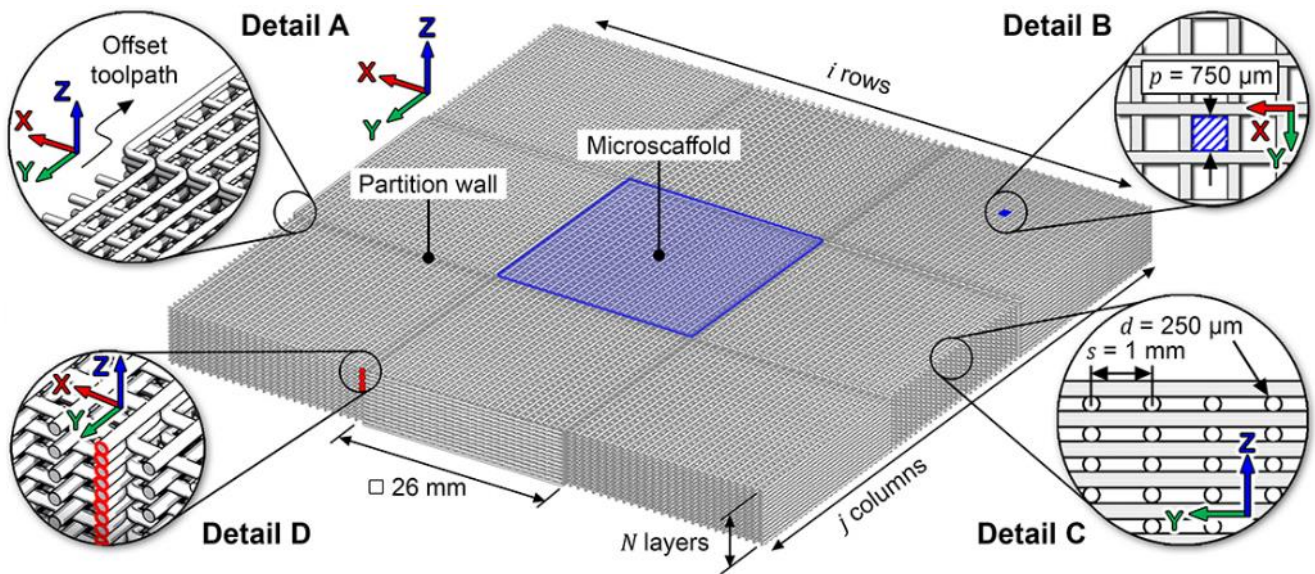 Detail A
Offset
toolpath
Z
X
Y
Z
X
Y
i rows
Detail B
p = 750 µm
X
Y
Microscaffold
Partition wall
Detail D
Z
X
Y
□ 26 mm
N layers
j columns
Detail C
d = 250 µm
s = 1 mm
Z
Y